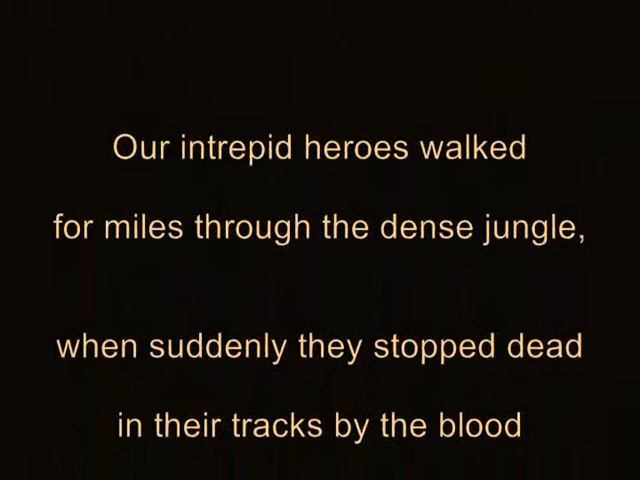 Our intrepid heroes walked
for miles through the dense jungle,
when suddenly they stopped dead
in their tracks by the blood